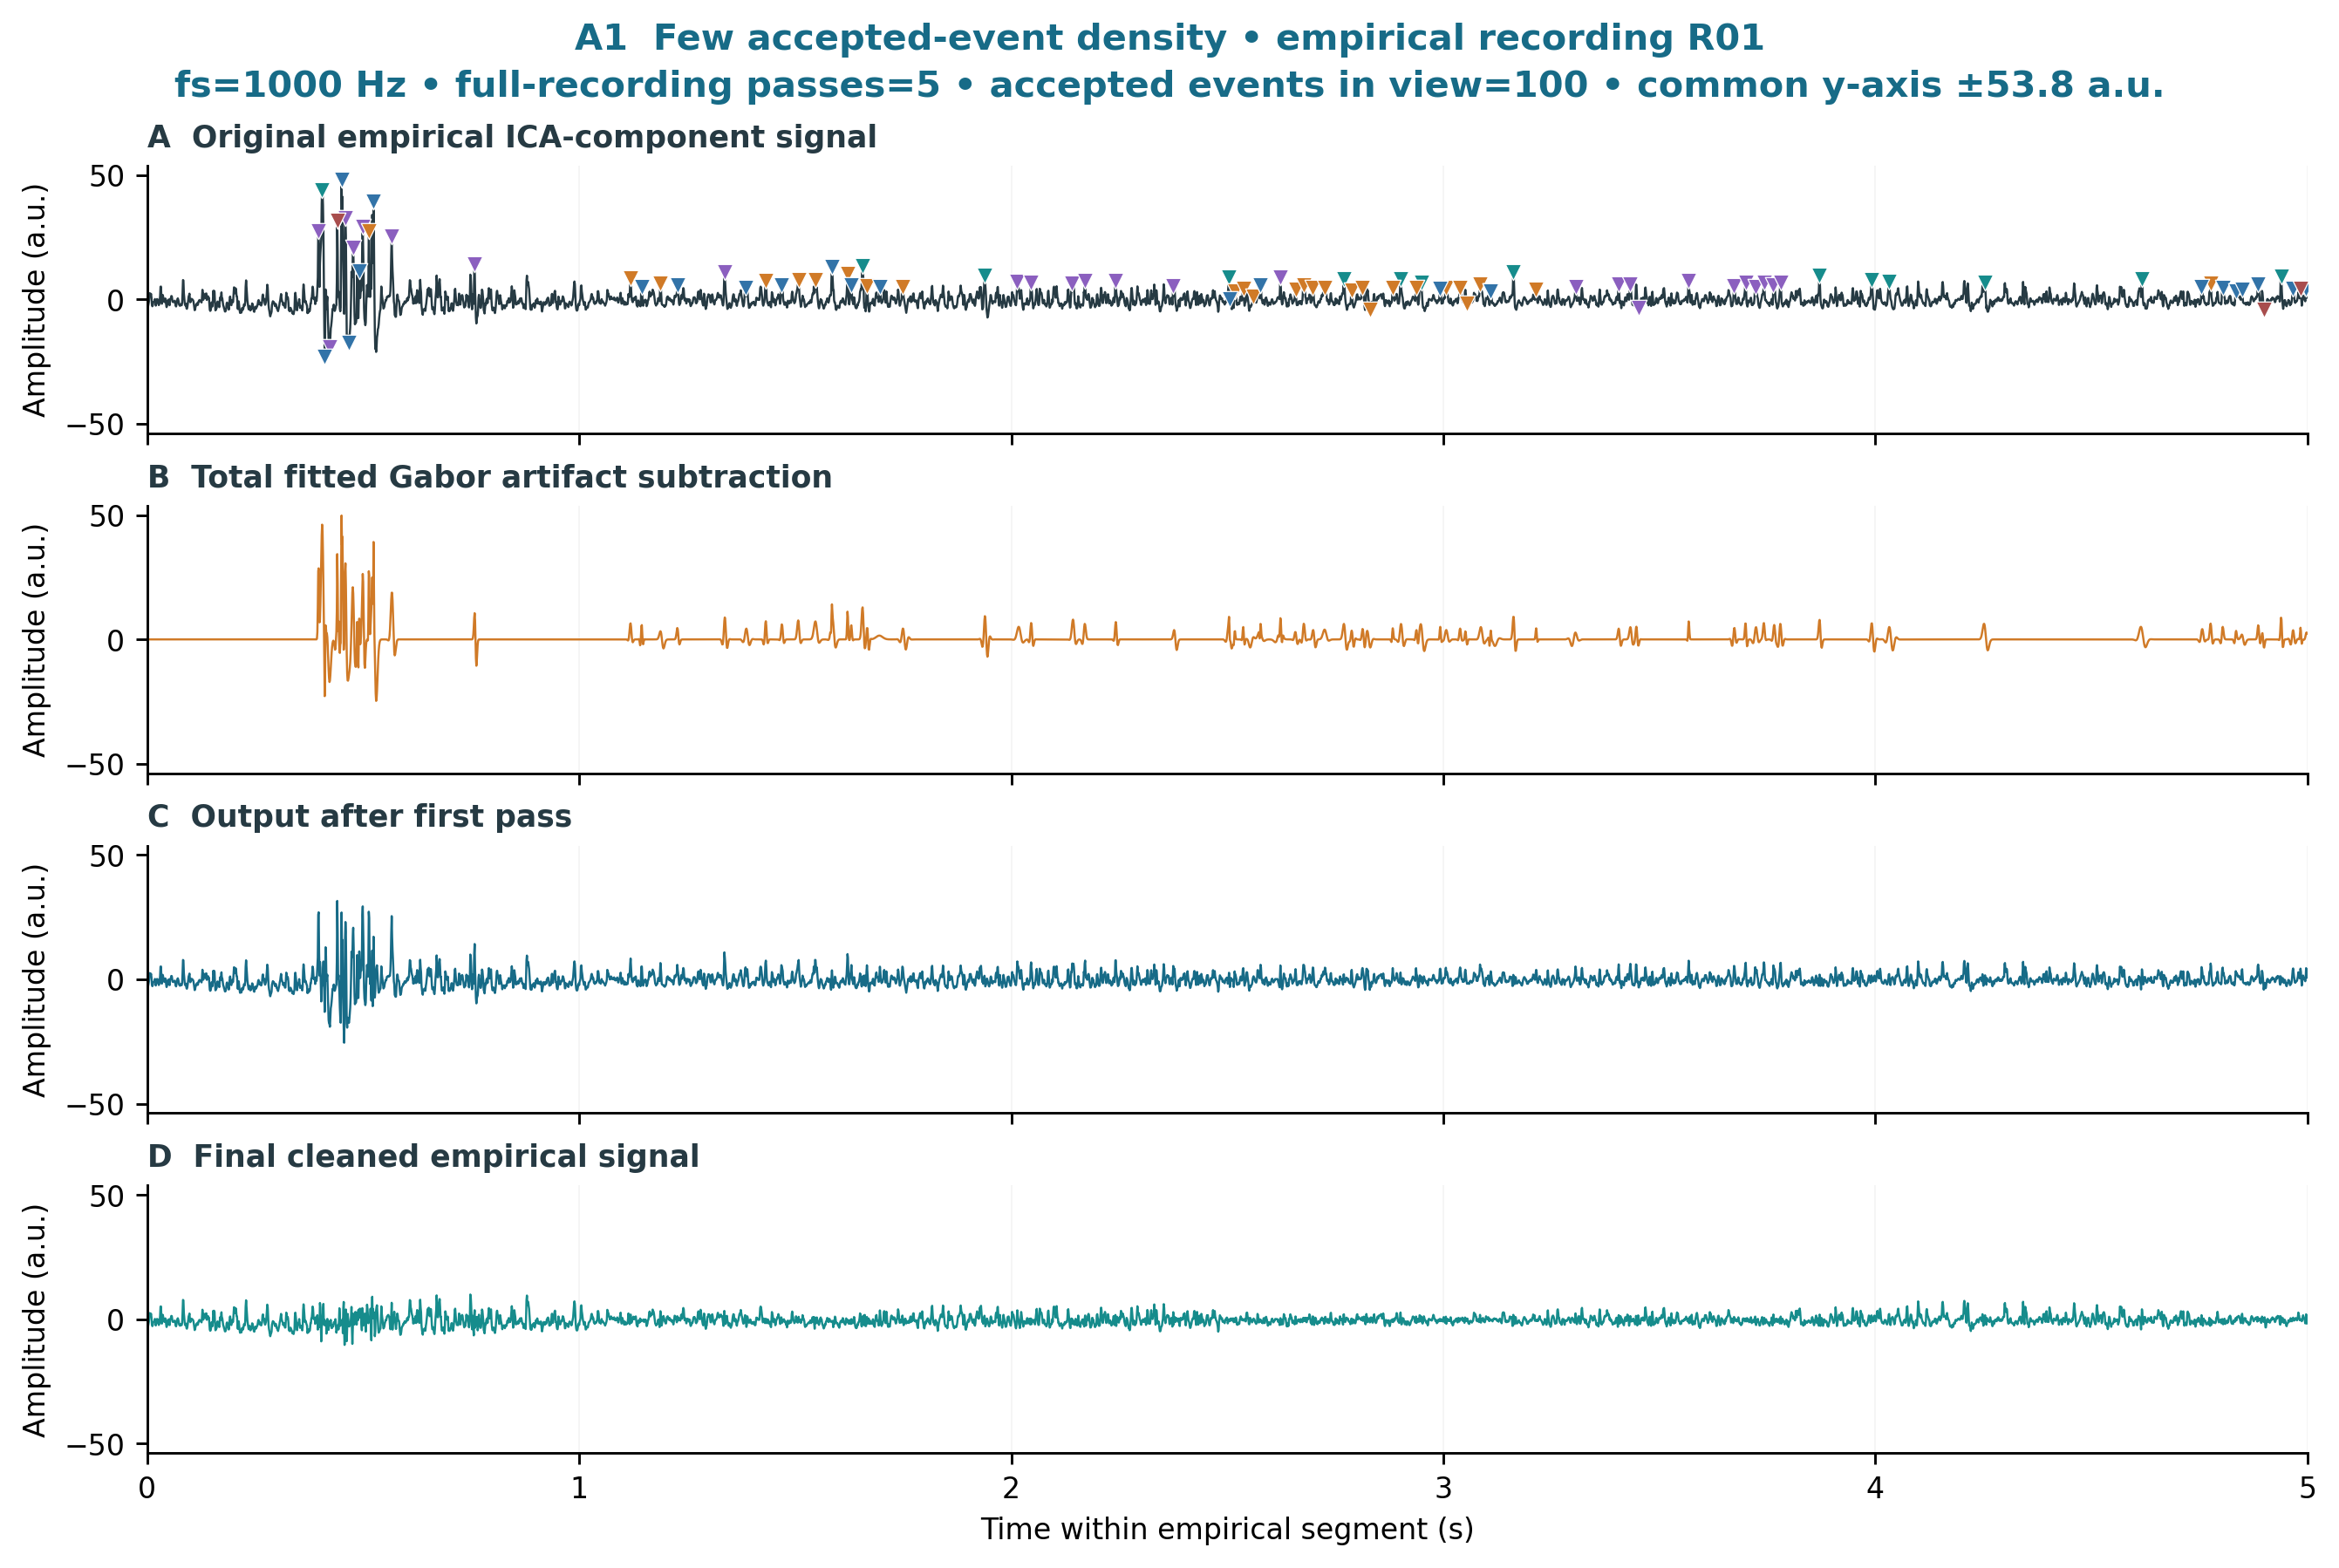 A1  Few accepted-event density • empirical recording R01
fs=1000 Hz • full-recording passes=5 • accepted events in view=100 • common y-axis ±53.8 a.u.
A  Original empirical ICA-component signal
50
0
−50
Amplitude (a.u.)
B  Total fitted Gabor artifact subtraction
50
0
−50
Amplitude (a.u.)
C  Output after first pass
50
0
−50
Amplitude (a.u.)
D  Final cleaned empirical signal
50
0
−50
Amplitude (a.u.)
0 1 2 3 4 5
Time within empirical segment (s)